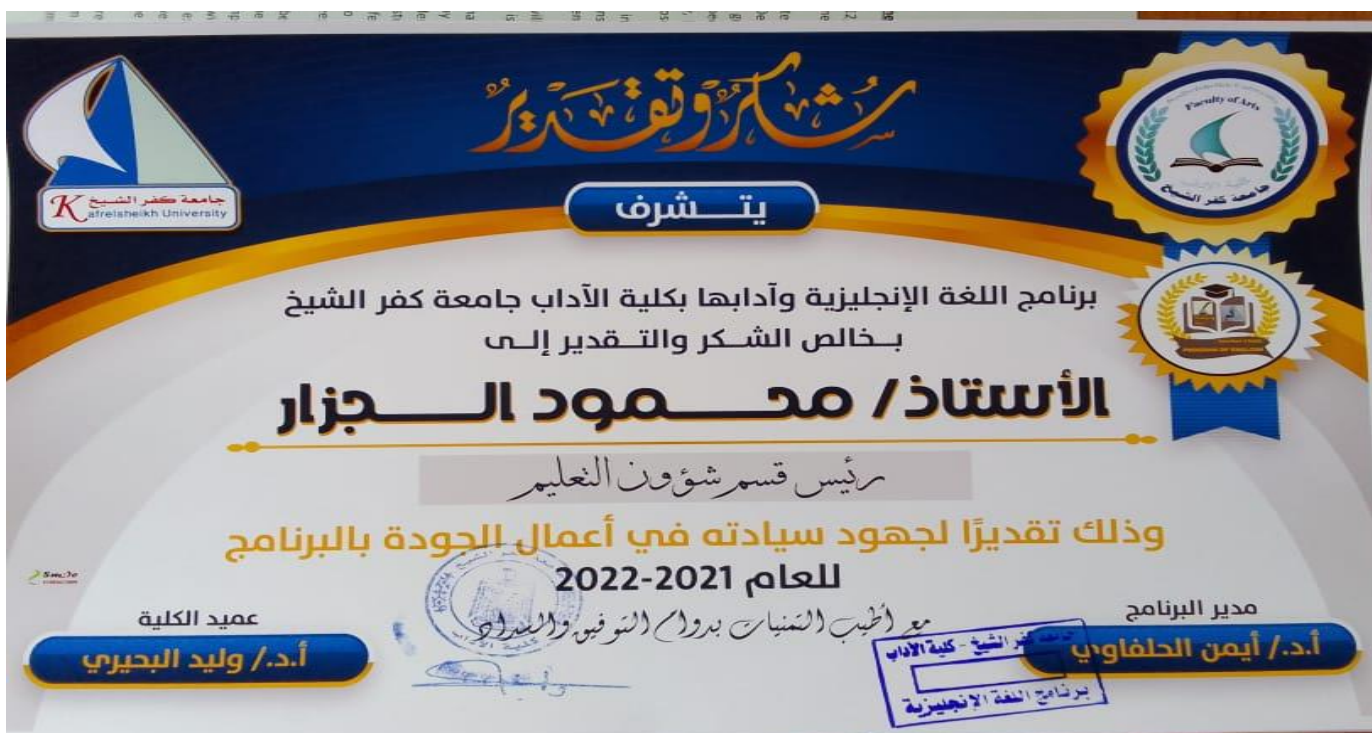 شكر وتقدير
جامعة كفر الشيخ
Kafrelsheikh University
Faculty of Arts
جامعة كفر الشيخ
يتشرف
برنامج اللغة الإنجليزية وآدابها بكلية الآداب جامعة كفر الشيخ
بخالص الشكر والتقدير إلى
الأستاذ/ محمود الجزار
رئيس قسم شؤون التعليم
وذلك تقديرًا لجهود سيادته في أعمال الجودة بالبرنامج
للعام 2021-2022
مع أطيب التمنيات بدوام التوفيق والسداد
مدير البرنامج
أ.د./ أيمن الحلفاوي
عميد الكلية
أ.د./ وليد البحيري
كفر الشيخ - كلية الآداب
برنامج اللغة الإنجليزية